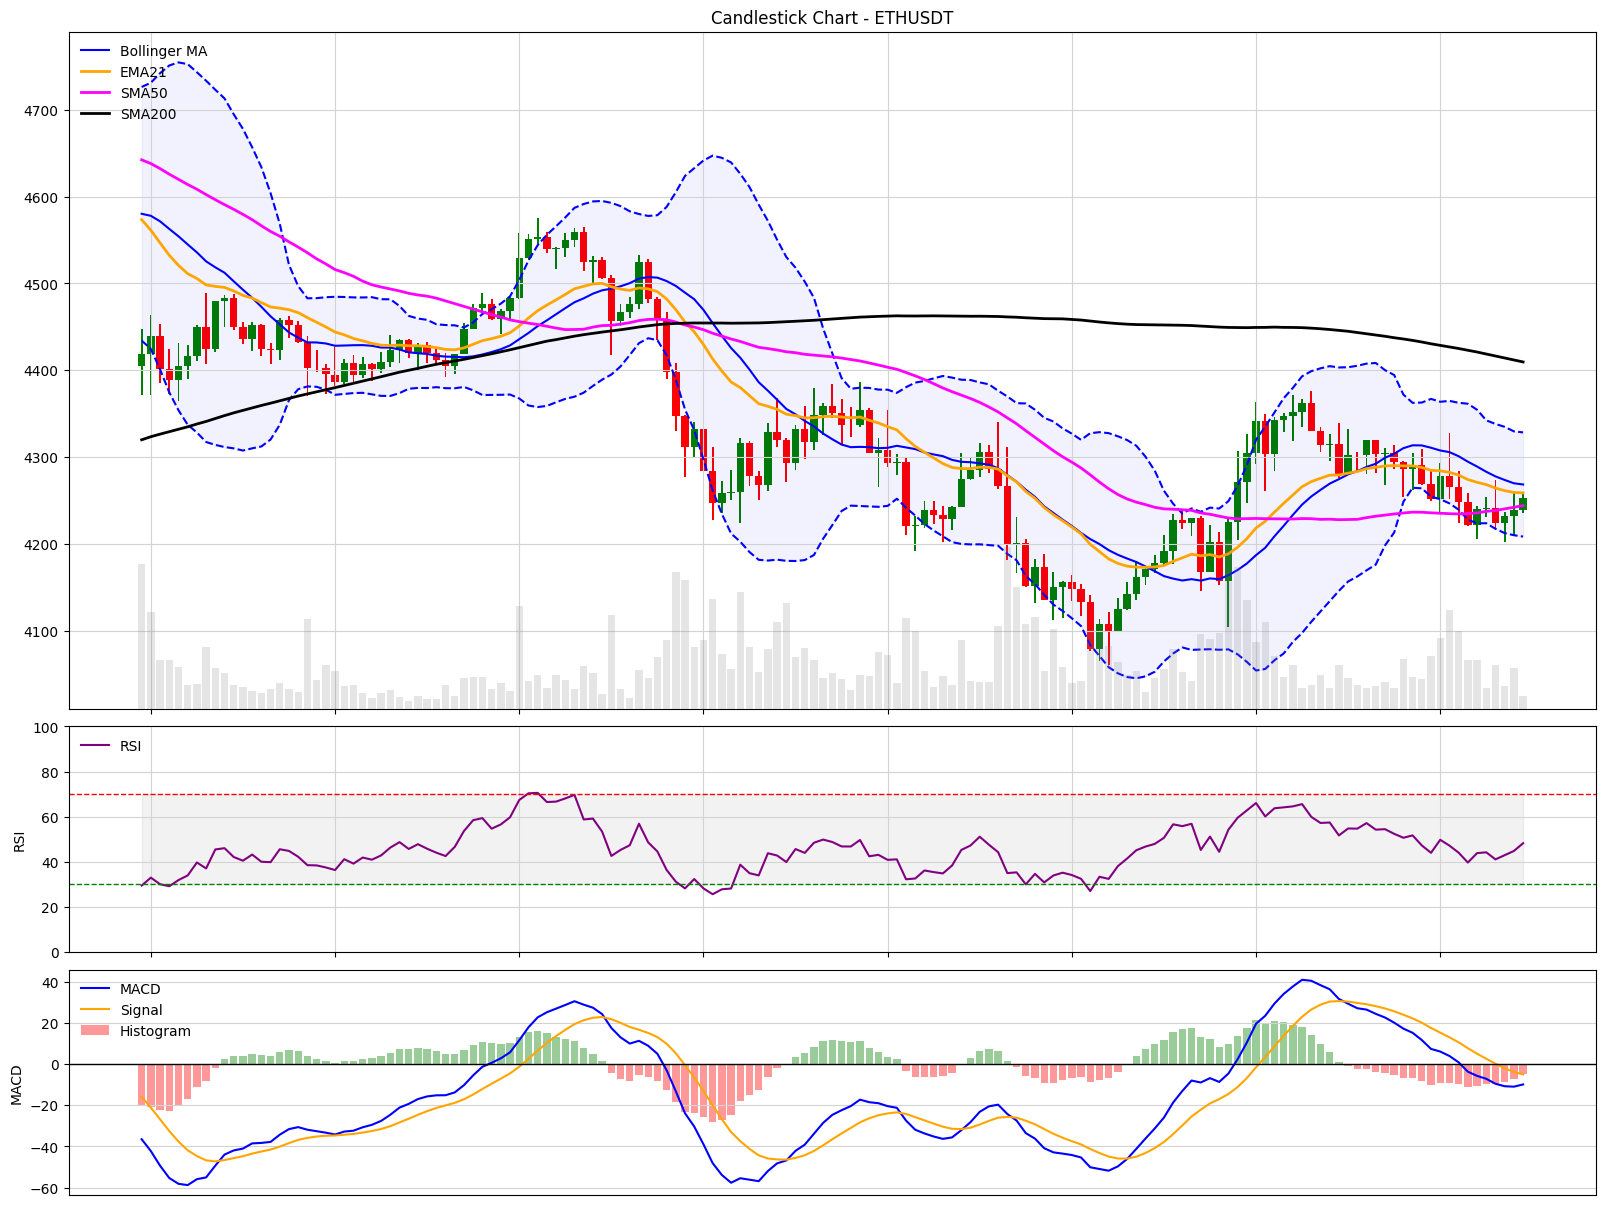 Candlestick Chart - ETHUSDT
Bollinger MA
EMA21
SMA50
SMA200
4700
4600
4500
4400
4300
4200
4100
RSI
100
80
60
40
20
0
RSI
MACD
Signal
Histogram
40
20
0
−20
−40
−60
MACD